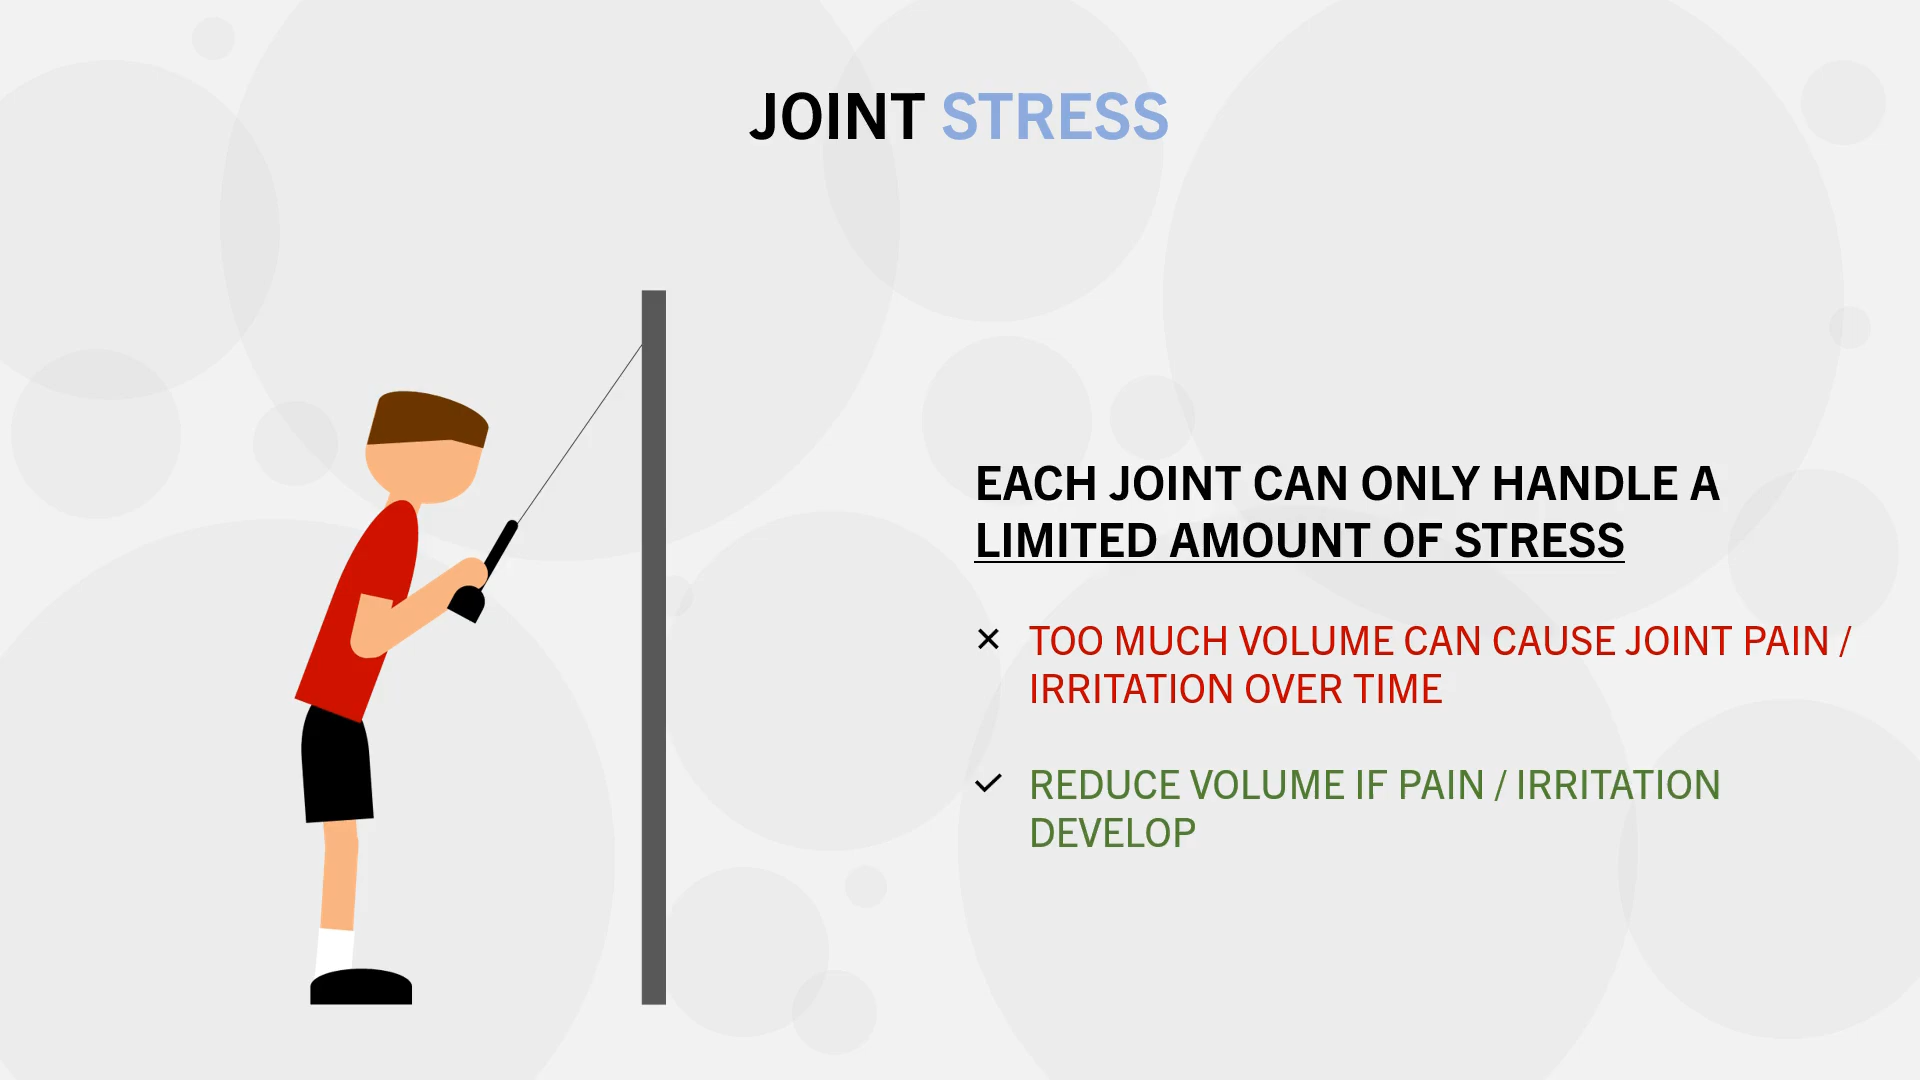 JOINT STRESS
EACH JOINT CAN ONLY HANDLE A
LIMITED AMOUNT OF STRESS
TOO MUCH VOLUME CAN CAUSE JOINT PAIN /
IRRITATION OVER TIME
REDUCE VOLUME IF PAIN / IRRITATION
DEVELOP